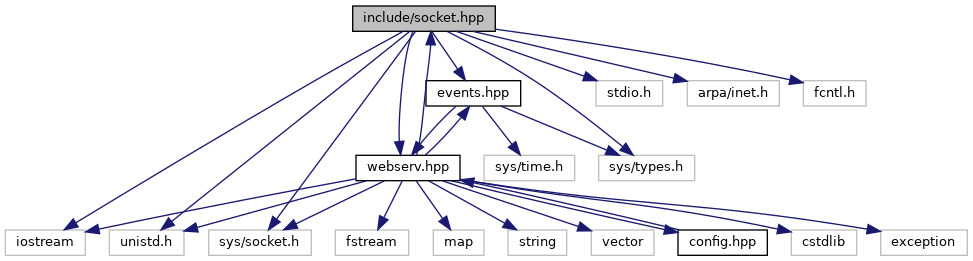 include/socket.hpp
events.hpp
stdio.h
arpa/inet.h
fcntl.h
webserv.hpp
sys/time.h
sys/types.h
iostream
unistd.h
sys/socket.h
fstream
map
string
vector
config.hpp
cstdlib
exception